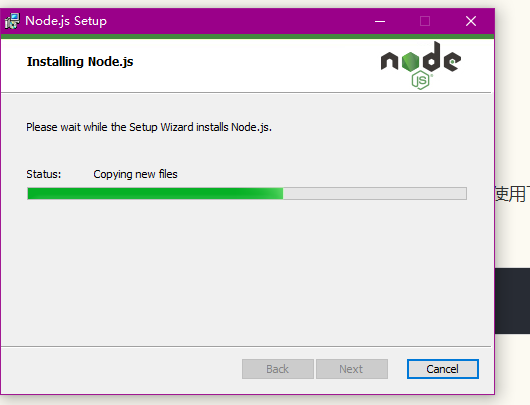 Node.js Setup
Installing Node.js
node
JS
Please wait while the Setup Wizard installs Node.js.
Status: Copying new files
使用
Back Next Cancel